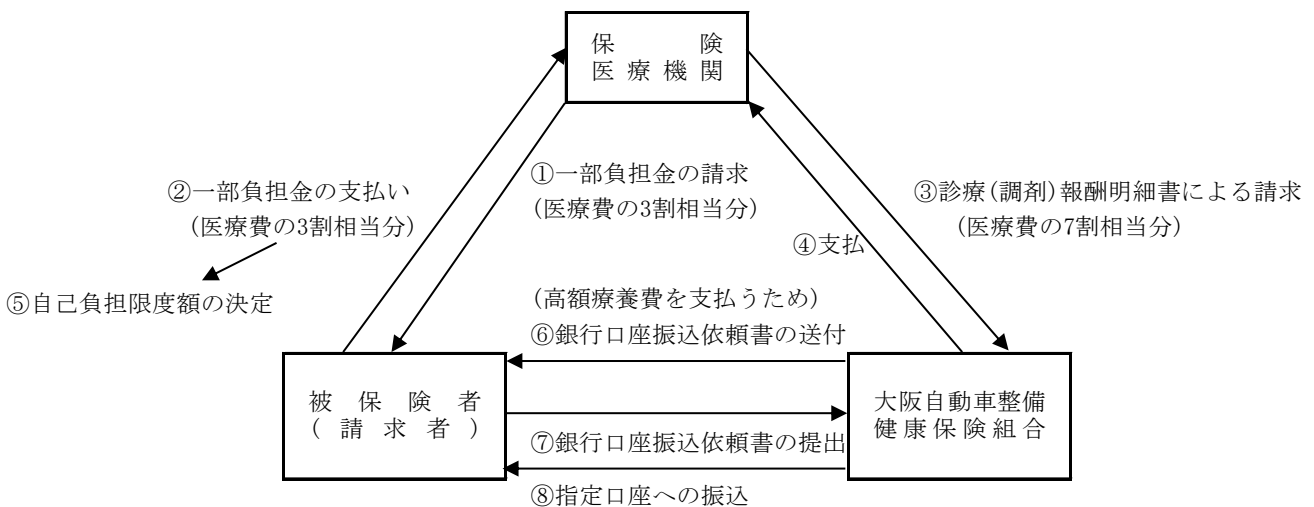 保険
医療機関
①一部負担金の請求
(医療費の3割相当分)
②一部負担金の支払い
(医療費の3割相当分)
③診療(調剤)報酬明細書による請求
(医療費の7割相当分)
④支払
⑤自己負担限度額の決定
(高額療養費を支払うため)
⑥銀行口座振込依頼書の送付
被保険者
(請求者)
大阪自動車整備
健康保険組合
⑦銀行口座振込依頼書の提出
⑧指定口座への振込